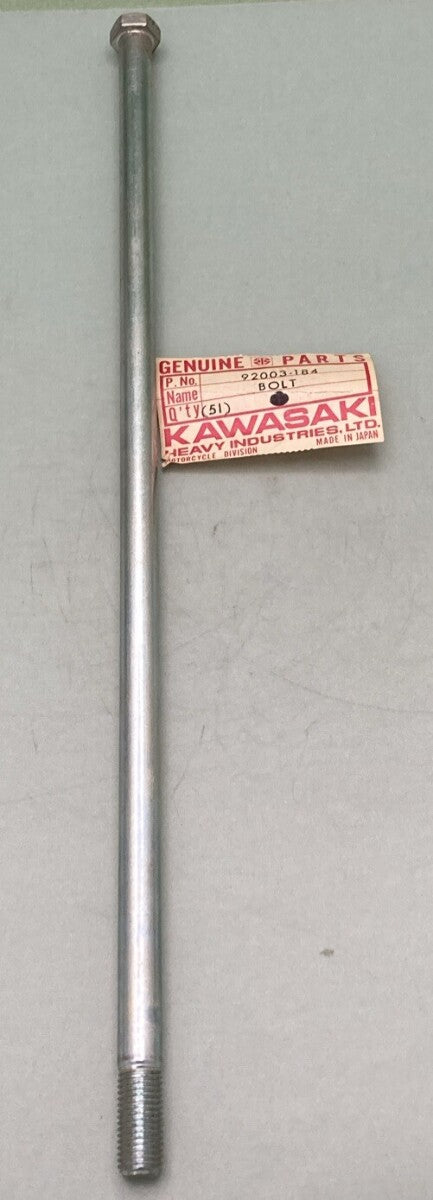 GENUINE PARTS
P. No. 92003-184
Name BOLT
Q'ty (51)
KAWASAKI
HEAVY INDUSTRIES, LTD.
MOTORCYCLE DIVISION MADE IN JAPAN